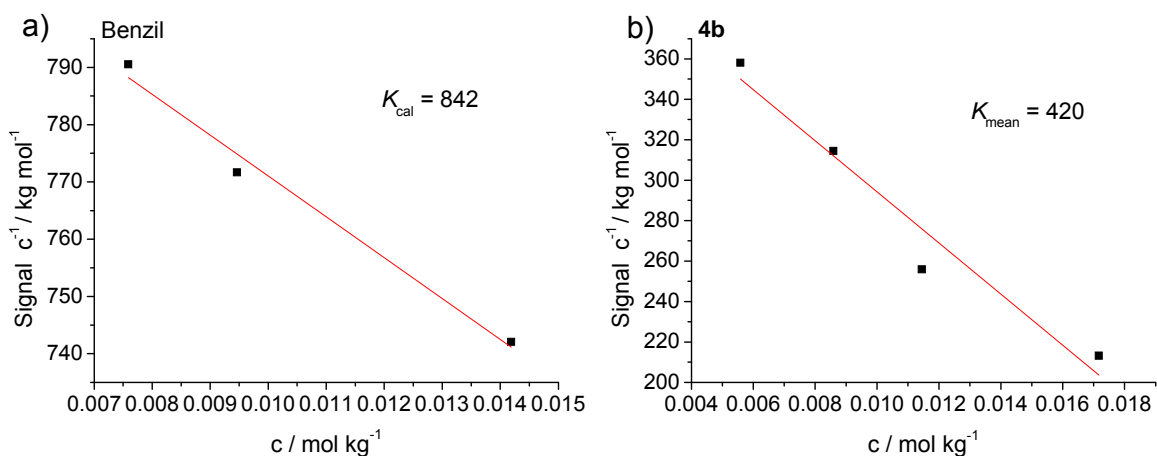 a) Benzil
790
780
770
760
750
740
Signal c⁻¹ / kg mol⁻¹
K_cal = 842
0.007 0.008 0.009 0.010 0.011 0.012 0.013 0.014 0.015
c / mol kg⁻¹
b) 4b
360
340
320
300
280
260
240
220
200
Signal c⁻¹ / kg mol⁻¹
K_mean = 420
0.004 0.006 0.008 0.010 0.012 0.014 0.016 0.018
c / mol kg⁻¹